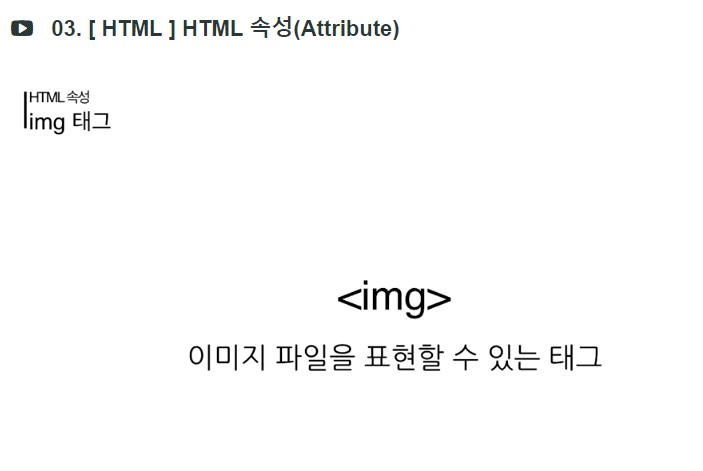 03. [ HTML ] HTML 속성(Attribute)
HTML 속성
img 태그
<img>
이미지 파일을 표현할 수 있는 태그